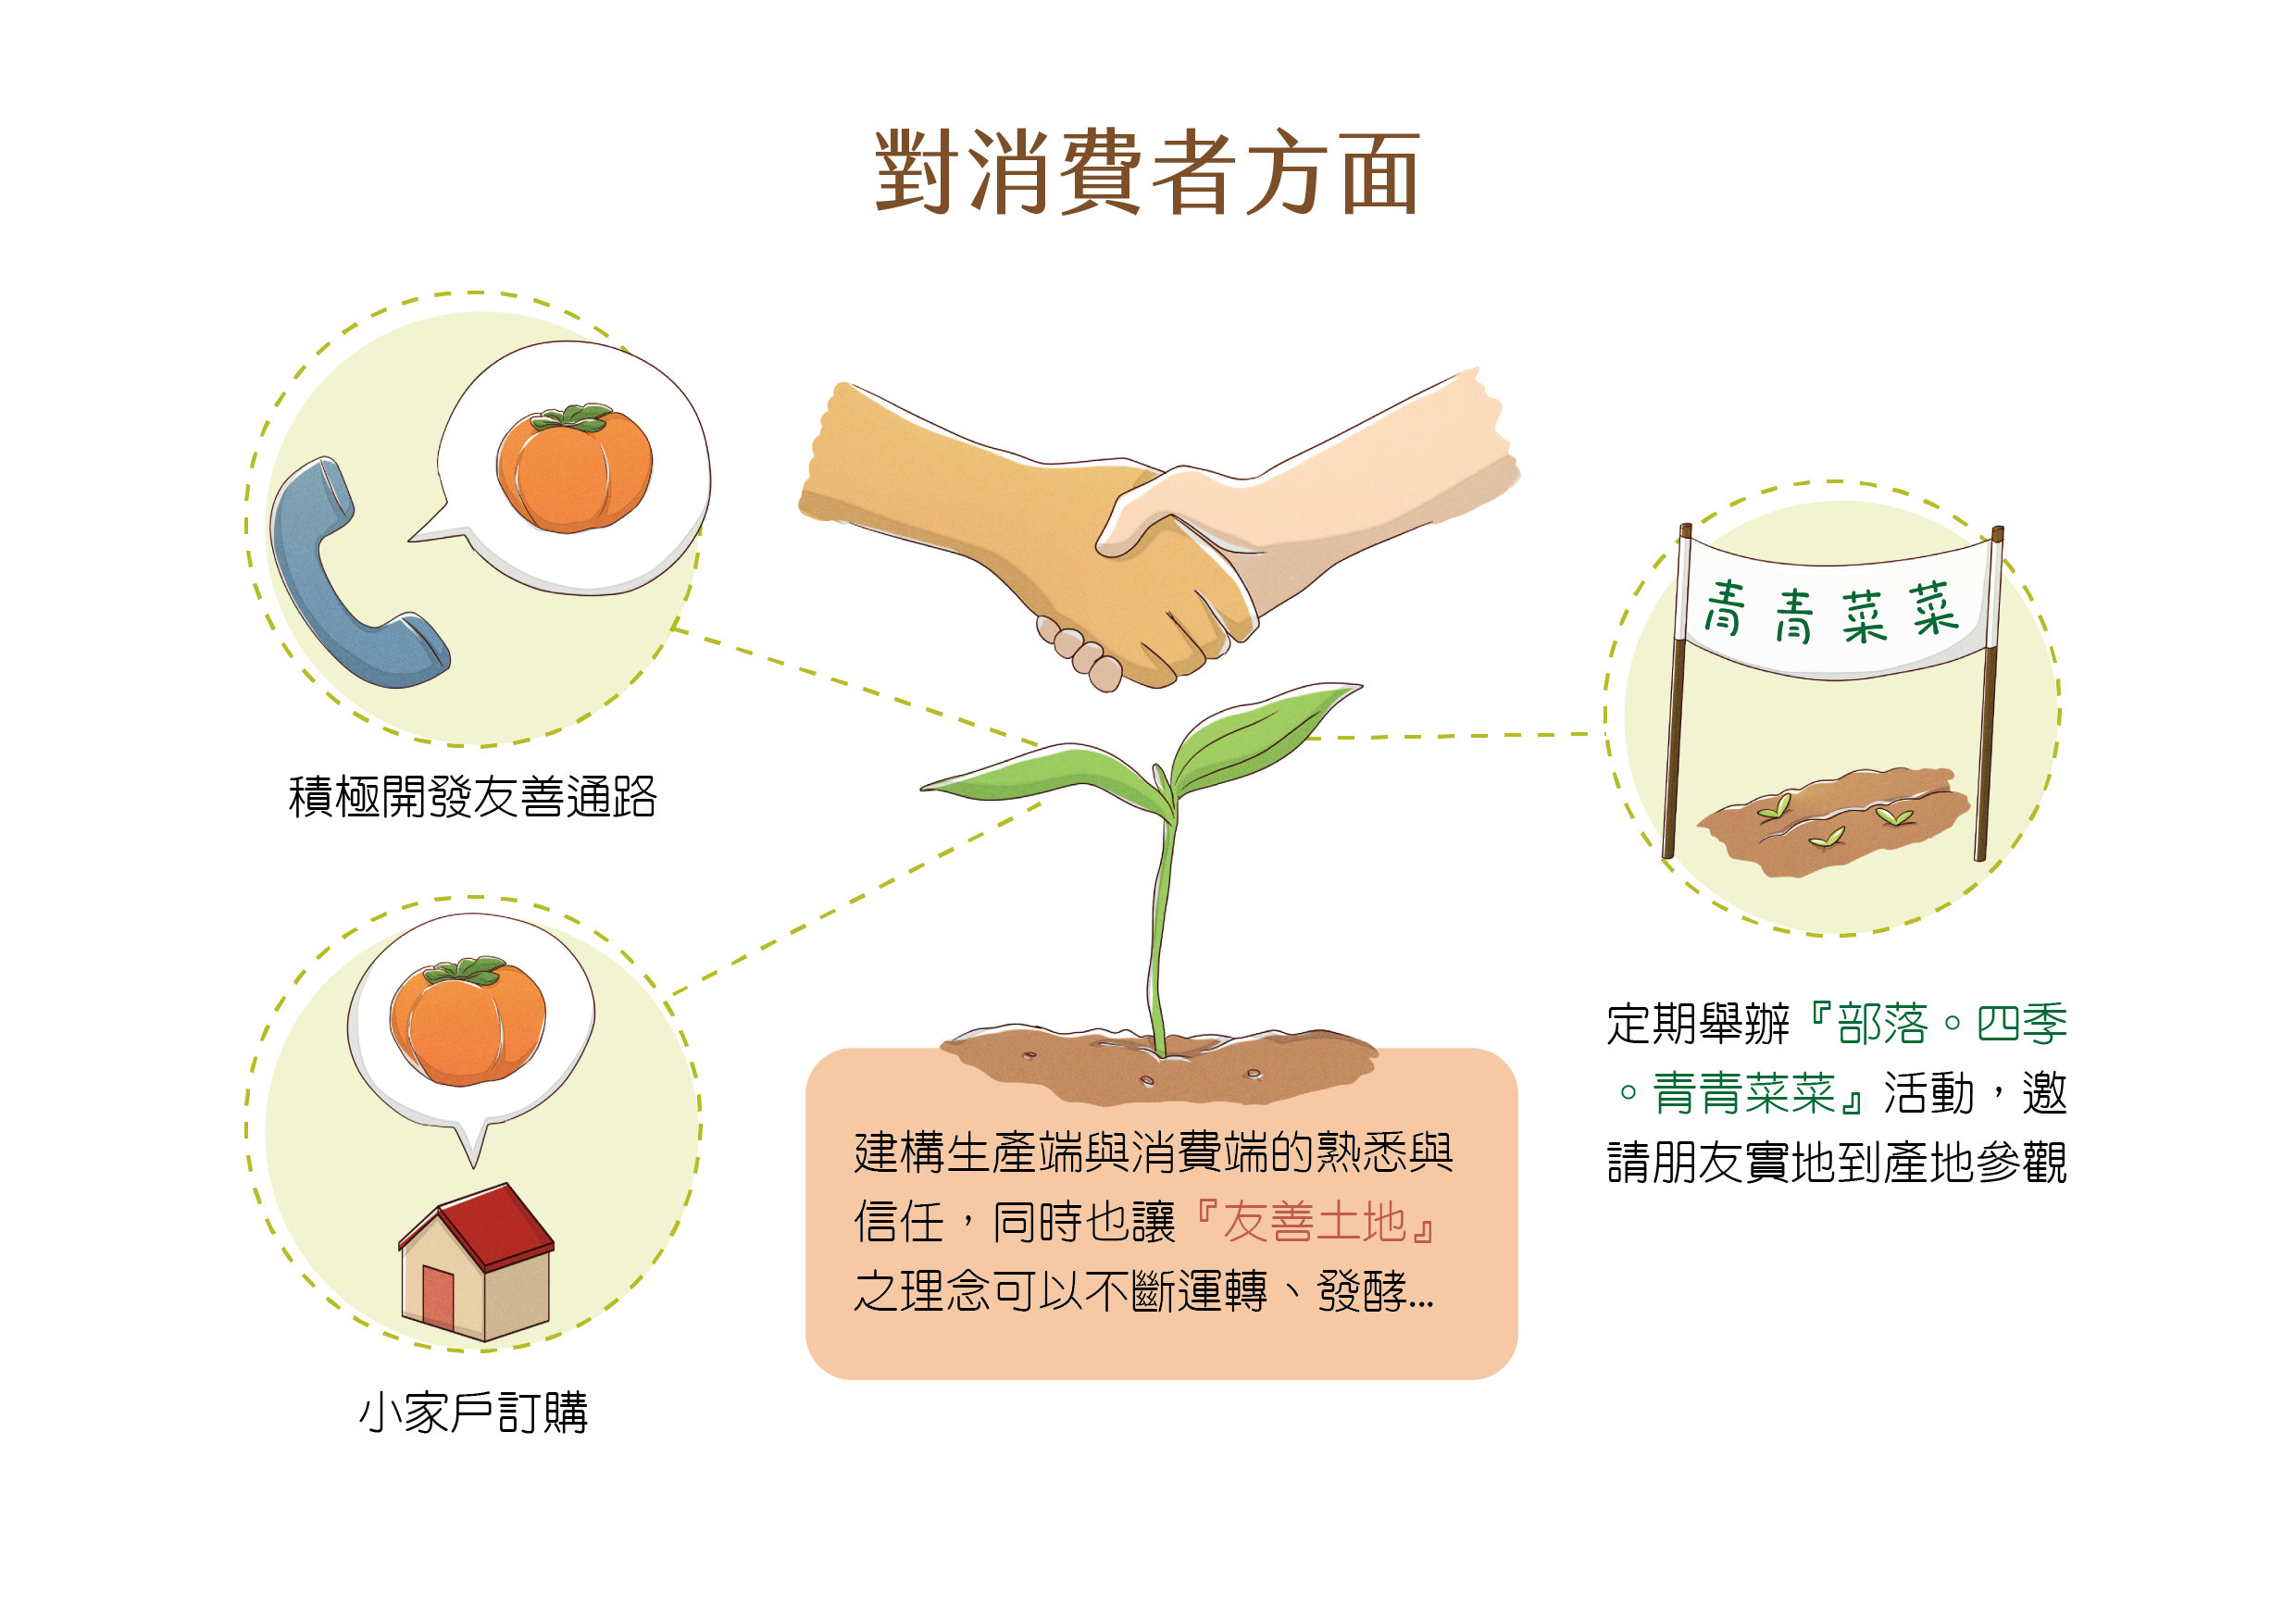 對消費者方面
積極開發友善通路
小家戶訂購
建構生產端與消費端的熟悉與
信任，同時也讓『友善土地』
之理念可以不斷運轉、發酵...
青青菜菜
定期舉辦『部落。四季
。青青菜菜』活動，邀
請朋友實地到產地參觀